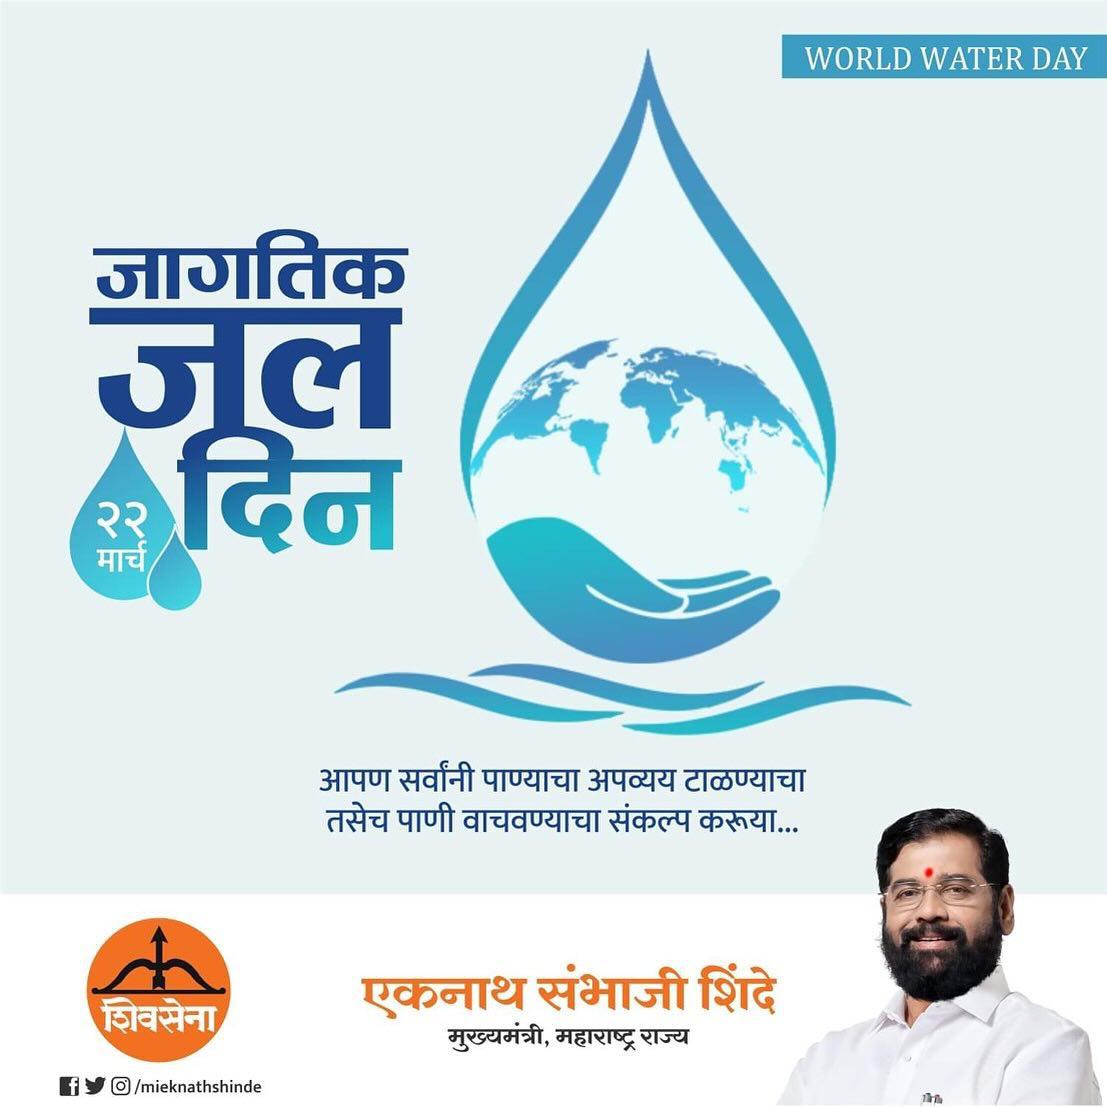 WORLD WATER DAY
जागतिक
जल
दिन
२२
मार्च
आपण सर्वांनी पाण्याचा अपव्यय टाळण्याचा
तसेच पाणी वाचवण्याचा संकल्प करूया...
शिवसेना
एकनाथ संभाजी शिंदे
मुख्यमंत्री, महाराष्ट्र राज्य
/mieknathshinde